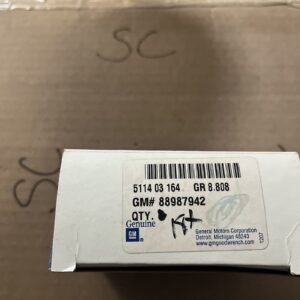 SC
SC
5114 03 164 GR 8.808
GM# 88987942
QTY.
Genuine
GM
General Motors Corporation
Detroit, Michigan 48243
www.gmgoodwrench.com
1207